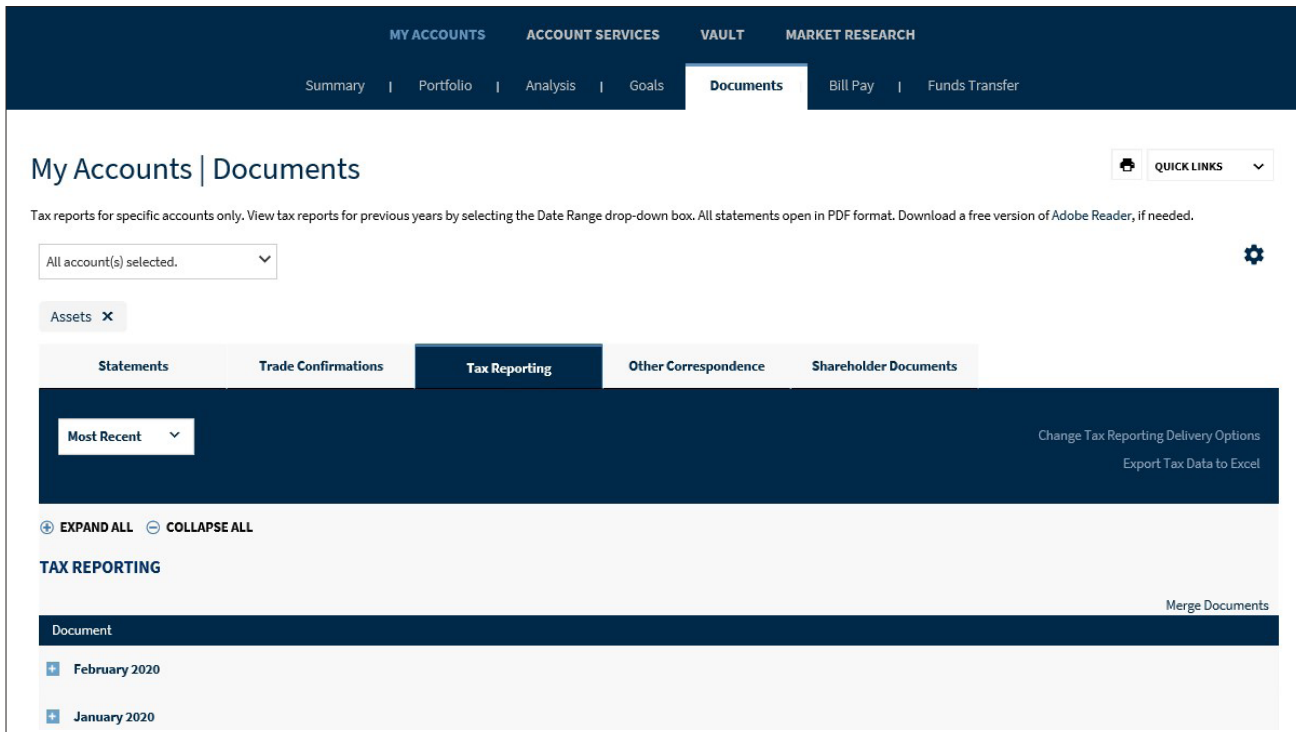 MY ACCOUNTS ACCOUNT SERVICES VAULT MARKET RESEARCH
Summary | Portfolio | Analysis | Goals Documents Bill Pay | Funds Transfer
My Accounts | Documents
QUICK LINKS
Tax reports for specific accounts only. View tax reports for previous years by selecting the Date Range drop-down box. All statements open in PDF format. Download a free version of Adobe Reader, if needed.
All account(s) selected.
Assets ✕
Statements Trade Confirmations Tax Reporting Other Correspondence Shareholder Documents
Most Recent
Change Tax Reporting Delivery Options
Export Tax Data to Excel
EXPAND ALL COLLAPSE ALL
TAX REPORTING
Merge Documents
Document
February 2020
January 2020